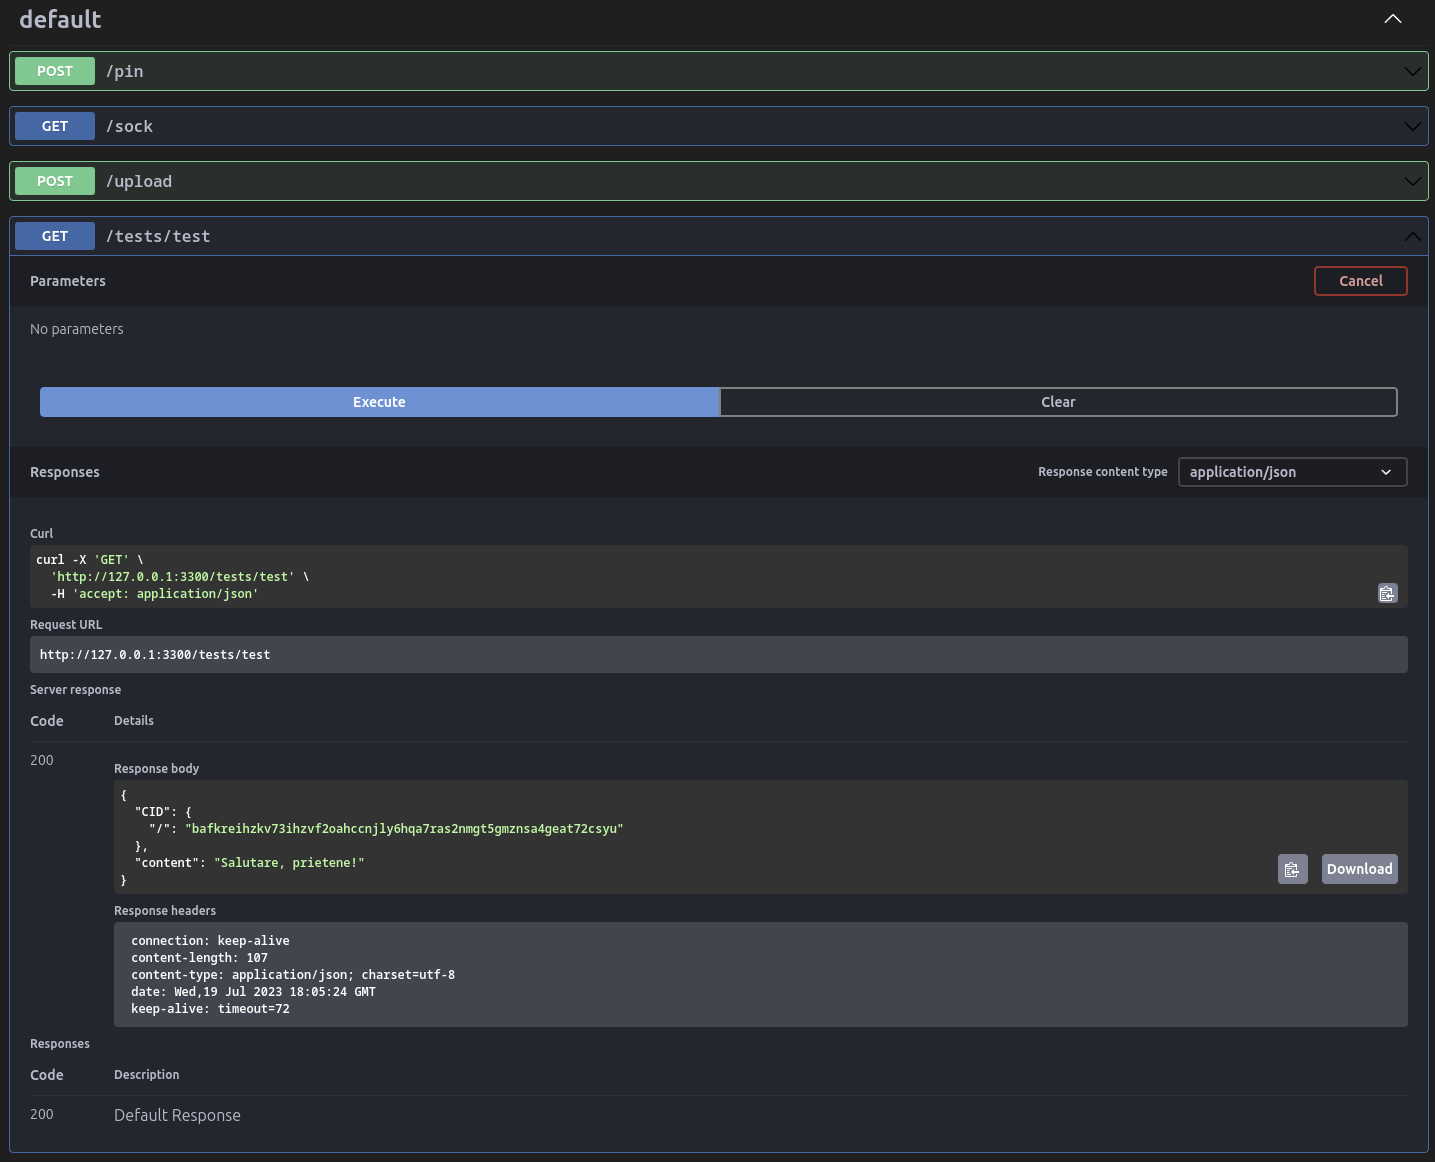 default
POST /pin
GET /sock
POST /upload
GET /tests/test
Parameters
Cancel
No parameters
Execute
Clear
Responses
Response content type
application/json
Curl
curl -X 'GET' \
'http://127.0.0.1:3300/tests/test' \
-H 'accept: application/json'
Request URL
http://127.0.0.1:3300/tests/test
Server response
Code Details
200
Response body
{
"CID": {
"/": "bafkreihzkv73ihzvf2oahccnjly6hqa7ras2nmgt5gmznsa4geat72csyu"
},
"content": "Salutare, prietene!"
}
Download
Response headers
connection: keep-alive
content-length: 107
content-type: application/json; charset=utf-8
date: Wed,19 Jul 2023 18:05:24 GMT
keep-alive: timeout=72
Responses
Code Description
200 Default Response